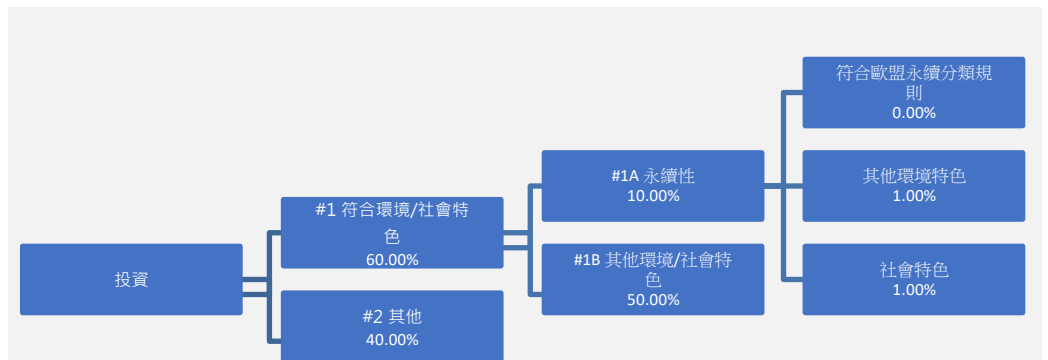 投資
#1 符合環境/社會特
色
60.00%
#2 其他
40.00%
#1A 永續性
10.00%
#1B 其他環境/社會特
色
50.00%
符合歐盟永續分類規
則
0.00%
其他環境特色
1.00%
社會特色
1.00%